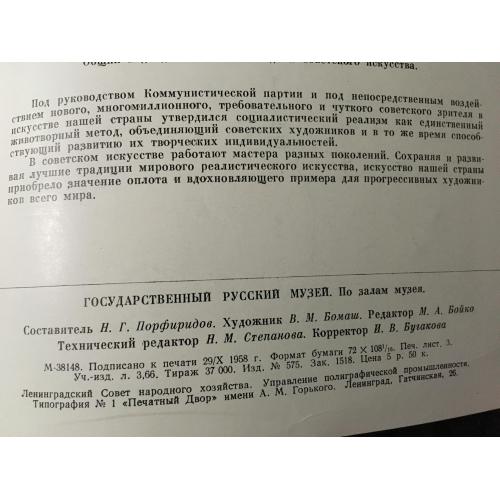 советского искусства.
Под руководством Коммунистической партии и под непосредственным воздей-
ствием нового, многомиллионного, требовательного и чуткого советского зрителя в
искусстве нашей страны утвердился социалистический реализм как единственный
животворный метод, объединяющий советских художников и в то же время способ-
ствующий развитию их творческих индивидуальностей.
В советском искусстве работают мастера разных поколений. Сохраняя и разви-
вая лучшие традиции мирового реалистического искусства, искусство нашей страны
приобрело значение оплота и вдохновляющего примера для прогрессивных художни-
ков всего мира.
ГОСУДАРСТВЕННЫЙ РУССКИЙ МУЗЕЙ. По залам музея.
Составитель Н. Г. Порфиридов. Художник В. М. Бомаш. Редактор М. А. Бойко
Технический редактор Н. М. Степанова. Корректор И. В. Бугакова
М-38148. Подписано к печати 29/X 1958 г. Формат бумаги 72 × 108 1/16. Печ. лист. 3.
Уч.-изд. л. 3,66. Тираж 37 000. Изд. № 575. Зак. 1518. Цена 5 р. 50 к.
Ленинградский Совет народного хозяйства. Управление полиграфической промышленности.
Типография № 1 «Печатный Двор» имени А. М. Горького. Ленинград, Гатчинская, 26.